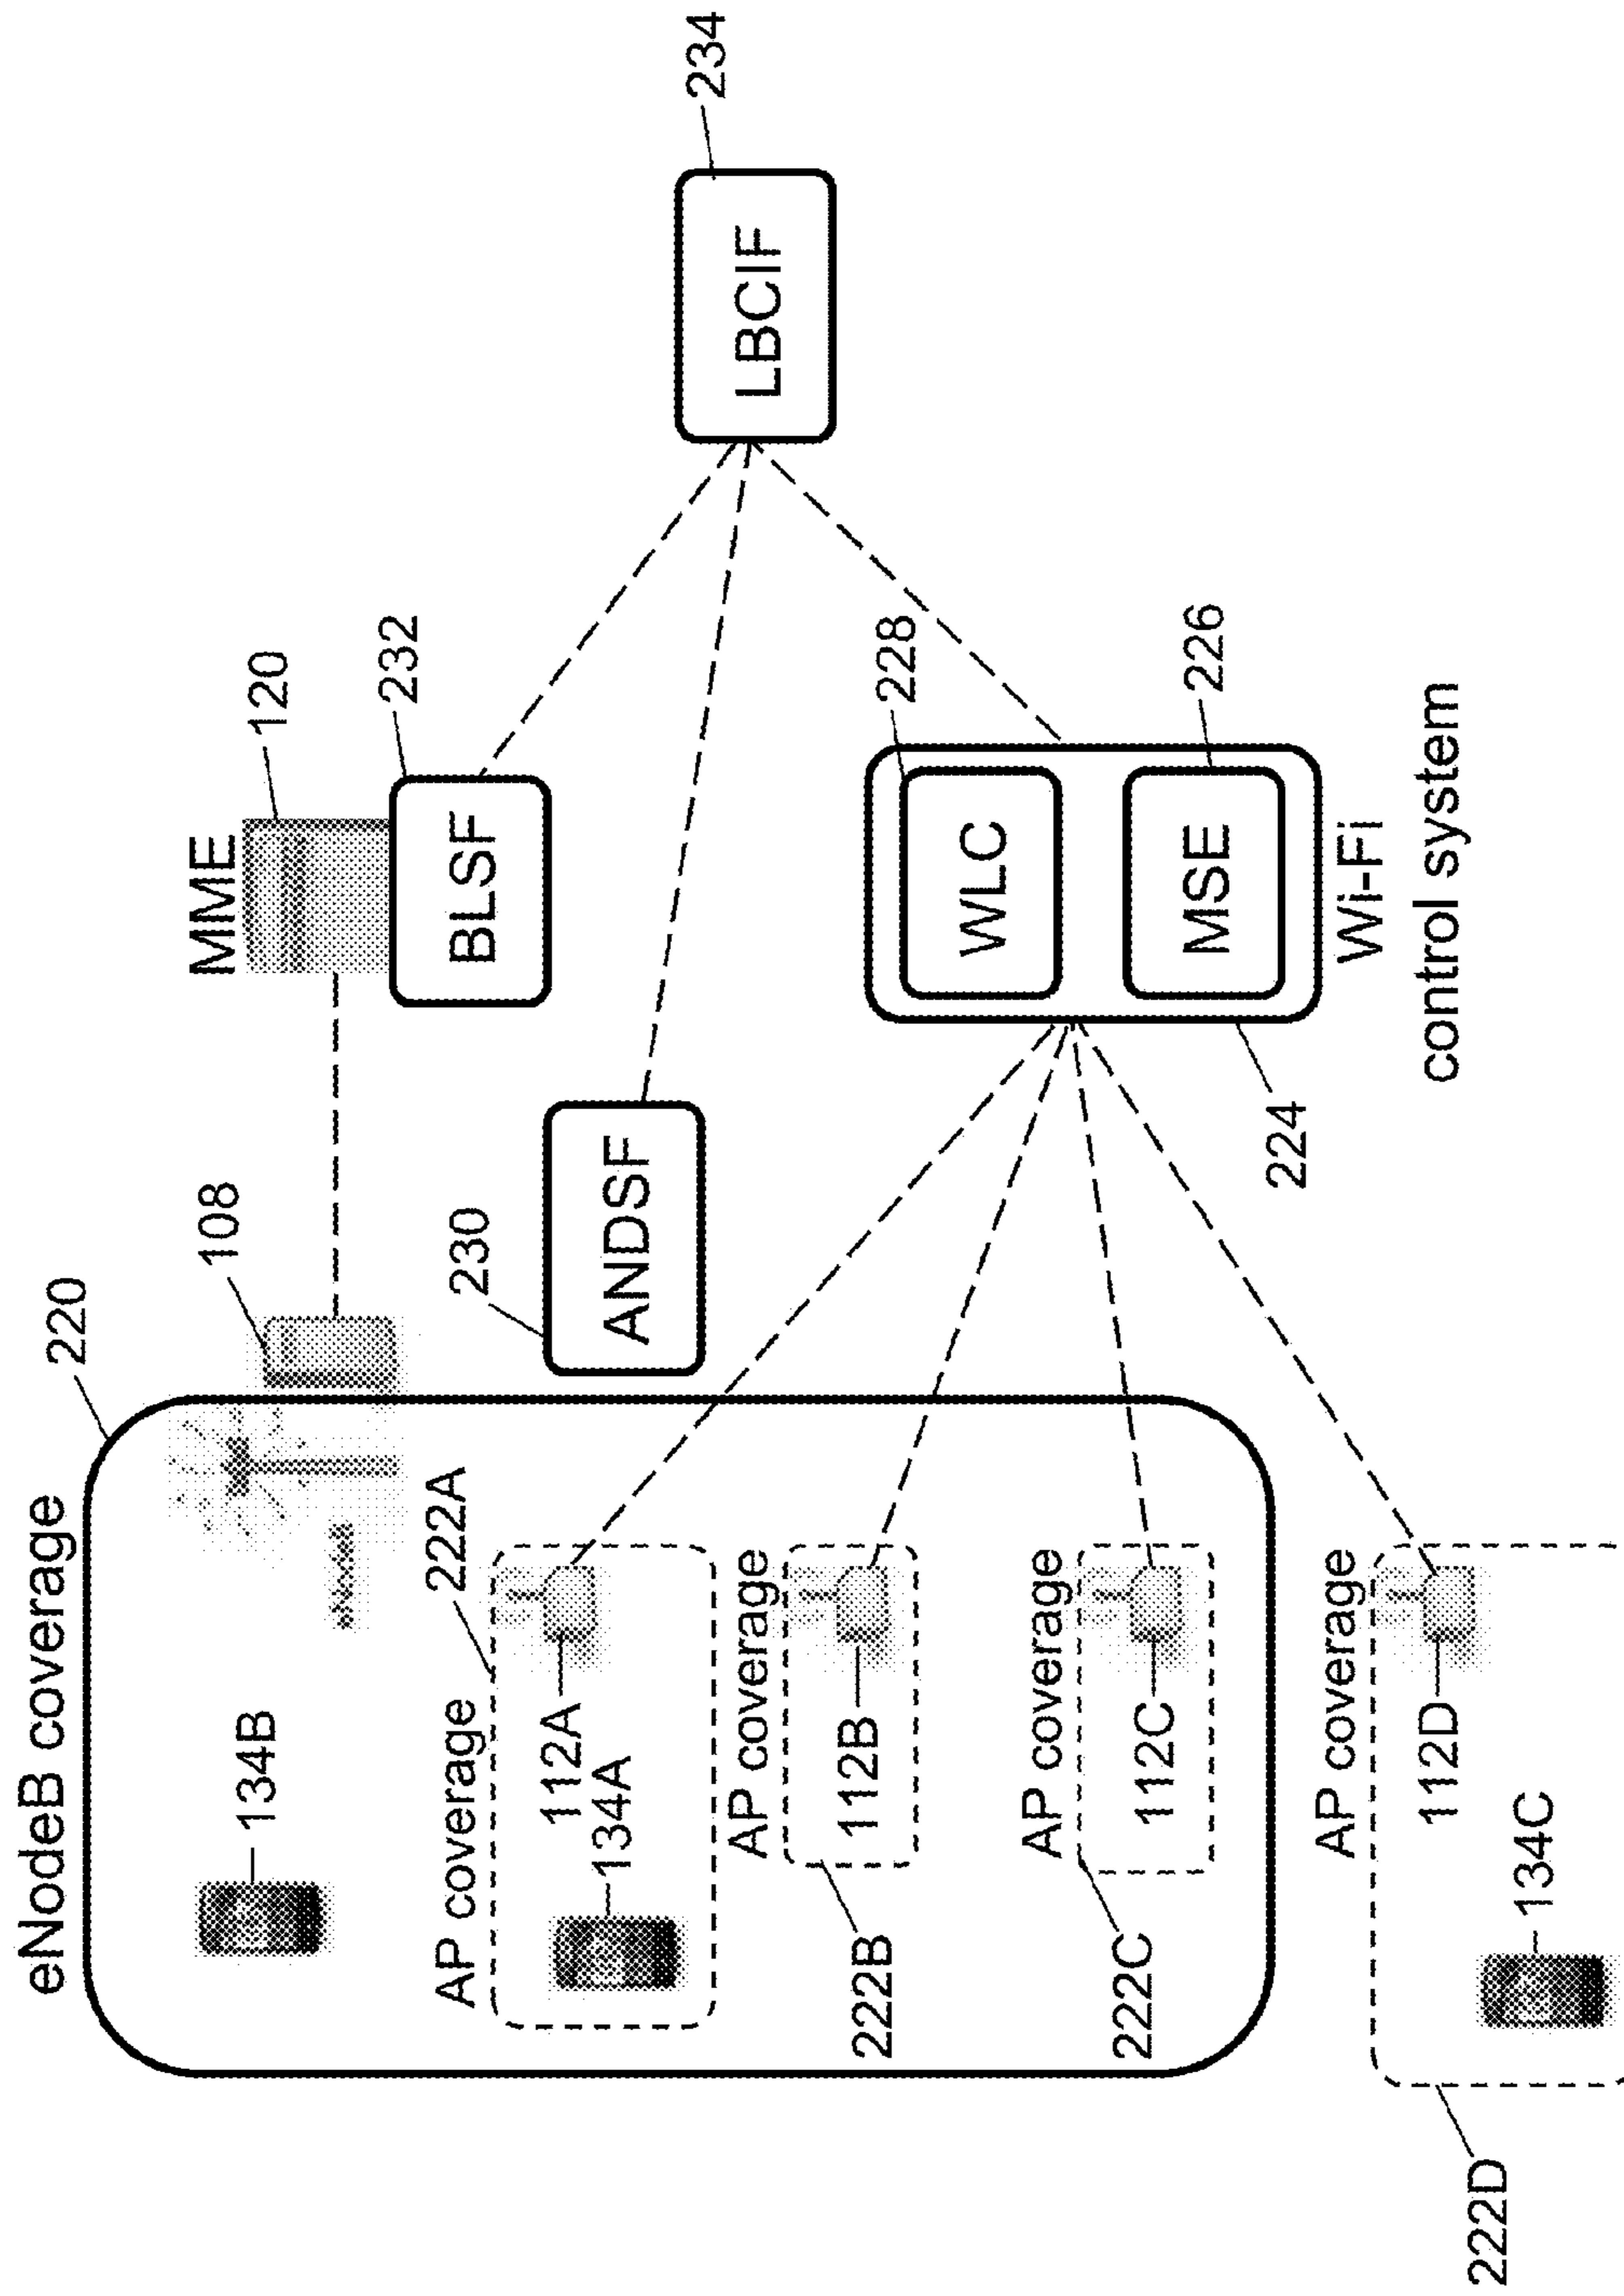 eNodeB coverage
220
108
MME
120
BLSF
232
134B
eNodeB
222A
230
ANDSF
LBCIF
234
AP coverage
112A
134A
AP coverage
112B
222B
AP coverage
112C
222C
WLC
228
MSE
226
224
Wi-Fi
control system
AP coverage
112D
134C
222D